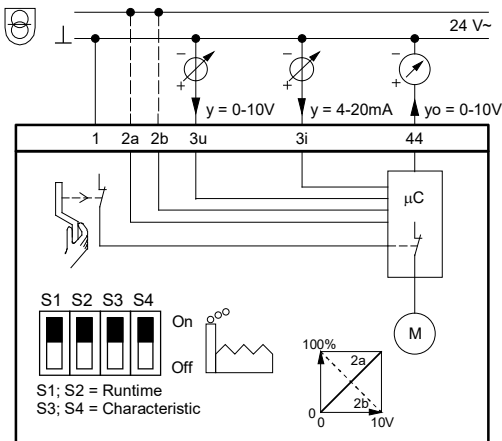 24 V~
y = 0-10V
y = 4-20mA
yo = 0-10V
1 2a 2b 3u 3i 44
µC
S1 S2 S3 S4
On
Off
M
S1; S2 = Runtime
S3; S4 = Characteristic
100%
2a
2b
0
0 10V